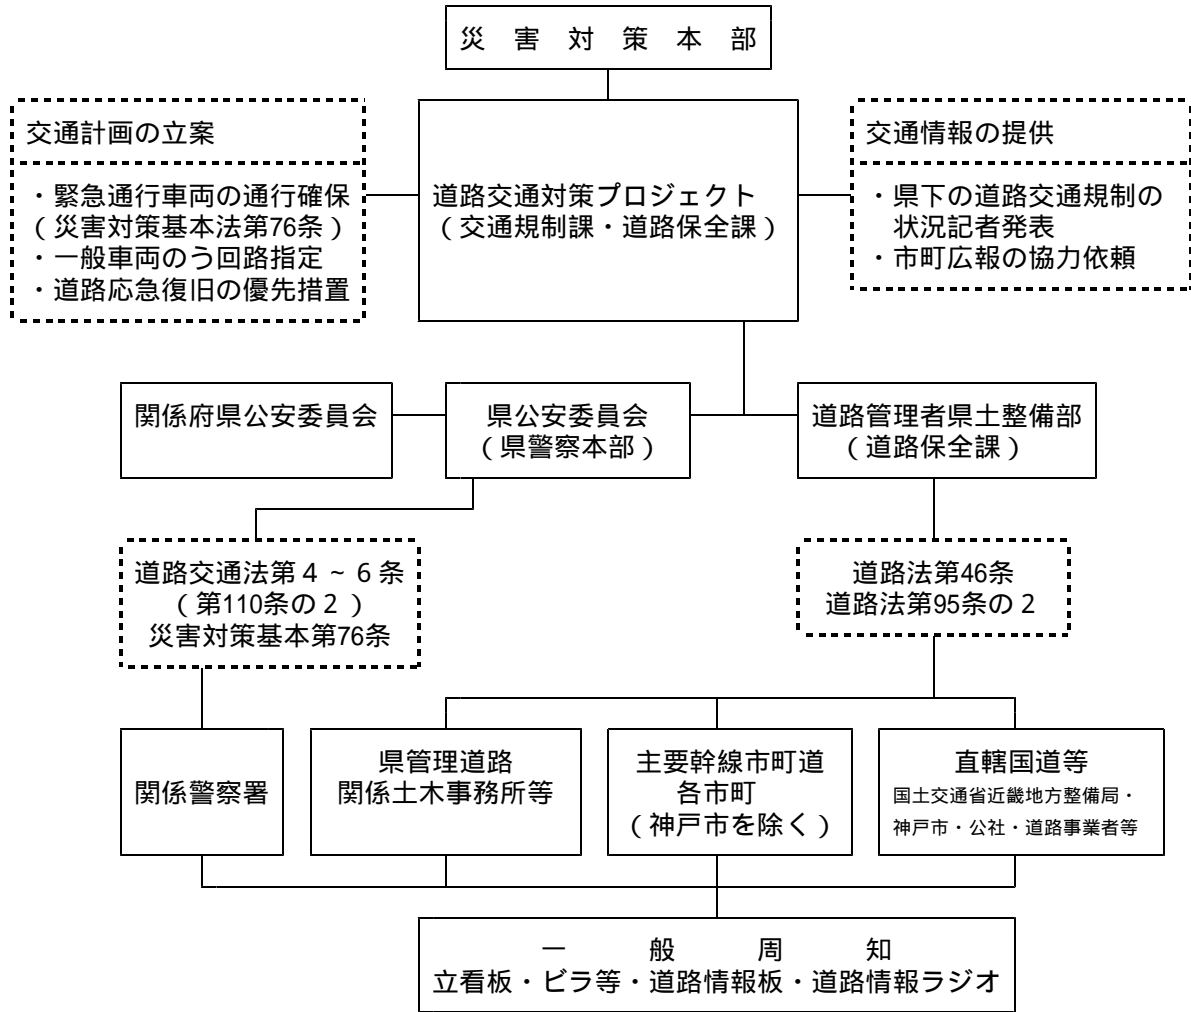 災　害　対　策　本　部
交通計画の立案
・緊急通行車両の通行確保
（災害対策基本法第76条）
・一般車両のう回路指定
・道路応急復旧の優先措置
道路交通対策プロジェクト
（交通規制課・道路保全課）
交通情報の提供
・県下の道路交通規制の
状況記者発表
・市町広報の協力依頼
関係府県公安委員会
県公安委員会
（県警察本部）
道路管理者県土整備部
（道路保全課）
道路交通法第４～６条
（第110条の２）
災害対策基本第76条
道路法第46条
道路法第95条の２
関係警察署
県管理道路
関係土木事務所等
主要幹線市町道
各市町
（神戸市を除く）
直轄国道等
国土交通省近畿地方整備局・
神戸市・公社・道路事業者等
一　　　般　　　周　　　知
立看板・ビラ等・道路情報板・道路情報ラジオ